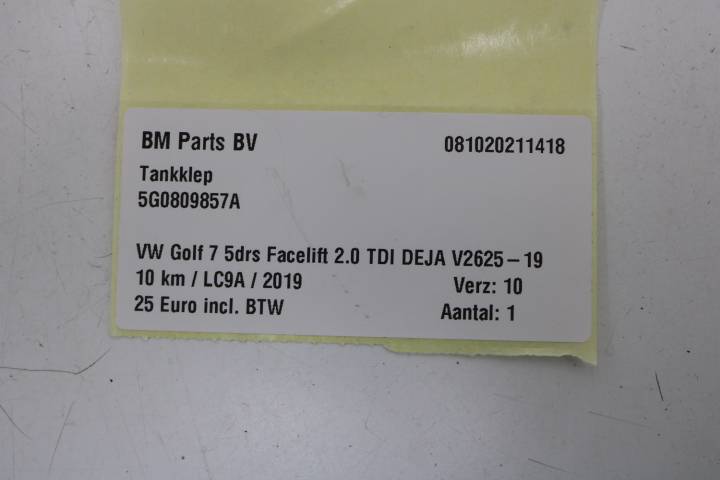 BM Parts BV 081020211418
Tankklep
5G0809857A
VW Golf 7 5drs Facelift 2.0 TDI DEJA V2625-19
10 km / LC9A / 2019 Verz: 10
25 Euro incl. BTW Aantal: 1